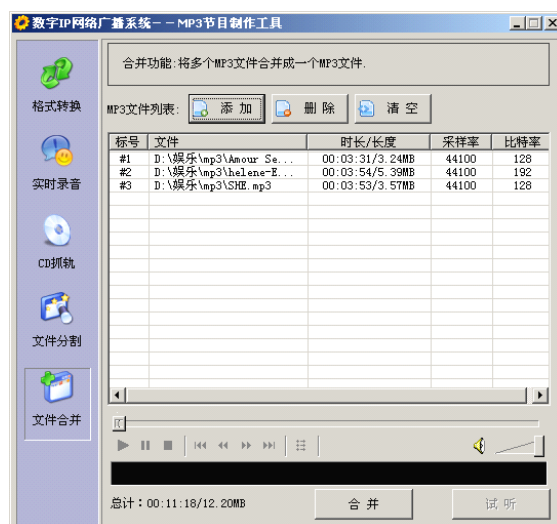 数字IP网络广播系统--MP3节目制作工具
格式转换
实时录音
CD抓轨
文件分割
文件合并
合并功能:将多个MP3文件合并成一个MP3文件.
MP3文件列表: 添加 删除 清空
标号 文件 时长/长度 采样率 比特率
#1 D:\娱乐\mp3\Amour Se... 00:03:31/3.24MB 44100 128
#2 D:\娱乐\mp3\helene-E... 00:03:54/5.39MB 44100 192
#3 D:\娱乐\mp3\SHE.mp3 00:03:53/3.57MB 44100 128
总计:00:11:18/12.20MB 合并 试听